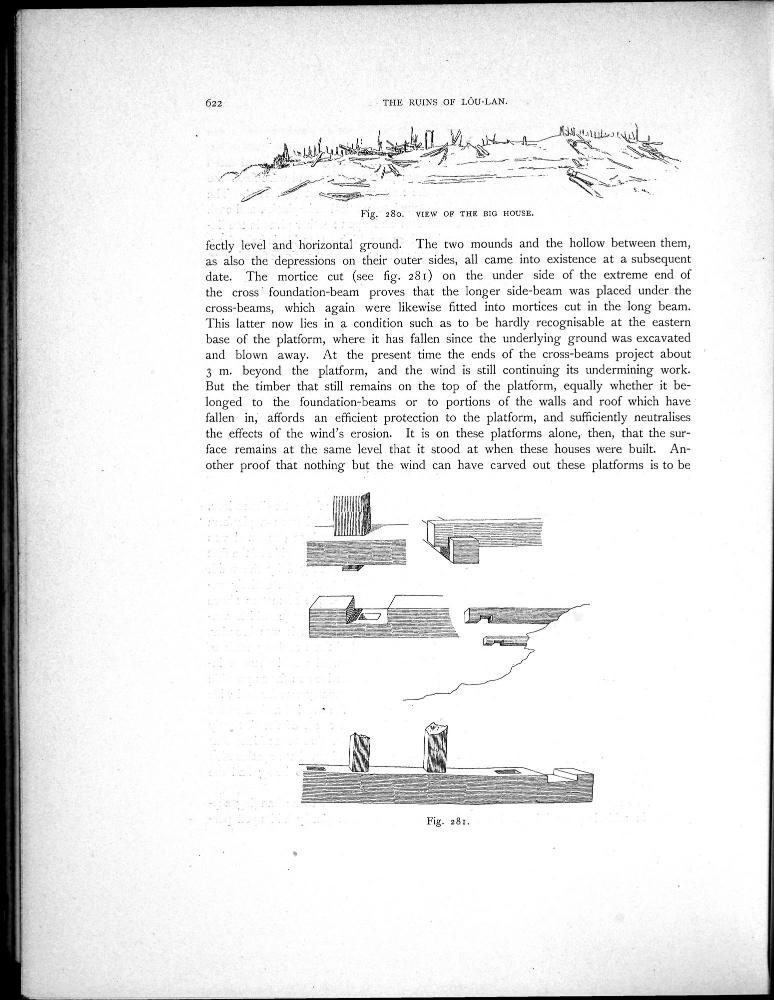 622
THE RUINS OF LÔU-LAN.
S. H.
Fig. 280. VIEW OF THE BIG HOUSE.
fectly level and horizontal ground. The two mounds and the hollow between them,
as also the depressions on their outer sides, all came into existence at a subsequent
date. The mortice cut (see fig. 281) on the under side of the extreme end of
the cross foundation-beam proves that the longer side-beam was placed under the
cross-beams, which again were likewise fitted into mortices cut in the long beam.
This latter now lies in a condition such as to be hardly recognisable at the eastern
base of the platform, where it has fallen since the underlying ground was excavated
and blown away. At the present time the ends of the cross-beams project about
3 m. beyond the platform, and the wind is still continuing its undermining work.
But the timber that still remains on the top of the platform, equally whether it be-
longed to the foundation-beams or to portions of the walls and roof which have
fallen in, affords an efficient protection to the platform, and sufficiently neutralises
the effects of the wind's erosion. It is on these platforms alone, then, that the sur-
face remains at the same level that it stood at when these houses were built. An-
other proof that nothing but the wind can have carved out these platforms is to be
Fig. 281.